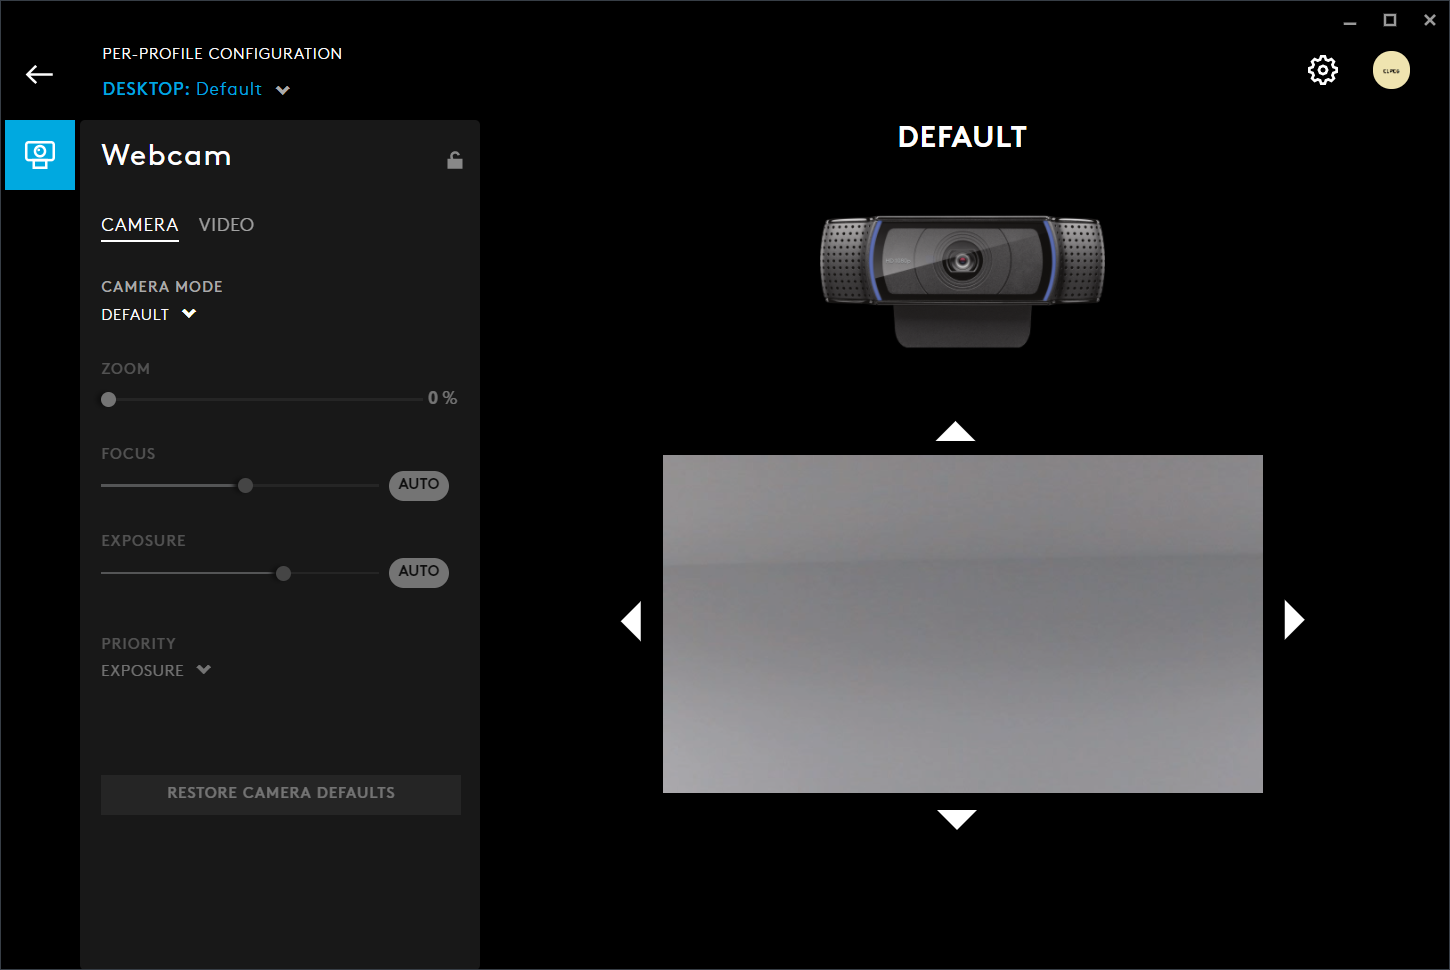 PER-PROFILE CONFIGURATION
DESKTOP: Default
Webcam
CAMERA VIDEO
CAMERA MODE
DEFAULT
ZOOM
0 %
FOCUS
AUTO
EXPOSURE
AUTO
PRIORITY
EXPOSURE
RESTORE CAMERA DEFAULTS
DEFAULT